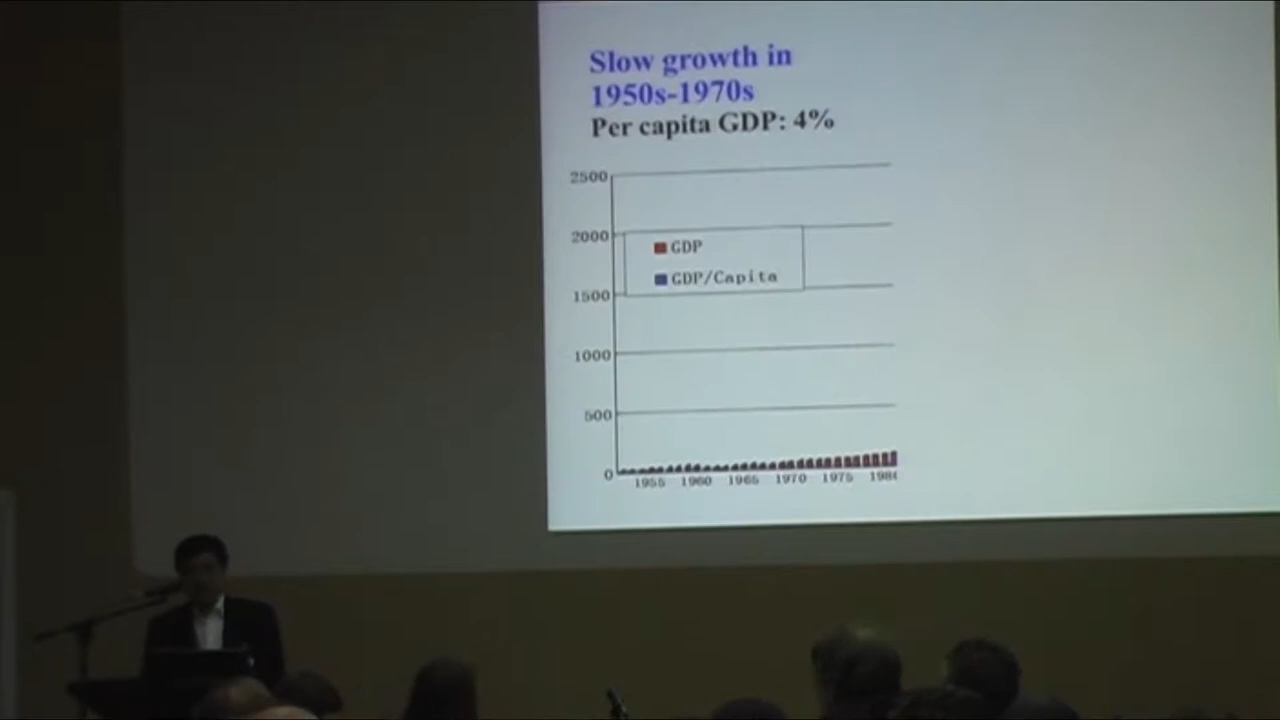 Slow growth in
1950s-1970s
Per capita GDP: 4%
2500
2000
GDP
GDP/Capita
1500
1000
500
0
1955 1960 1965 1970 1975